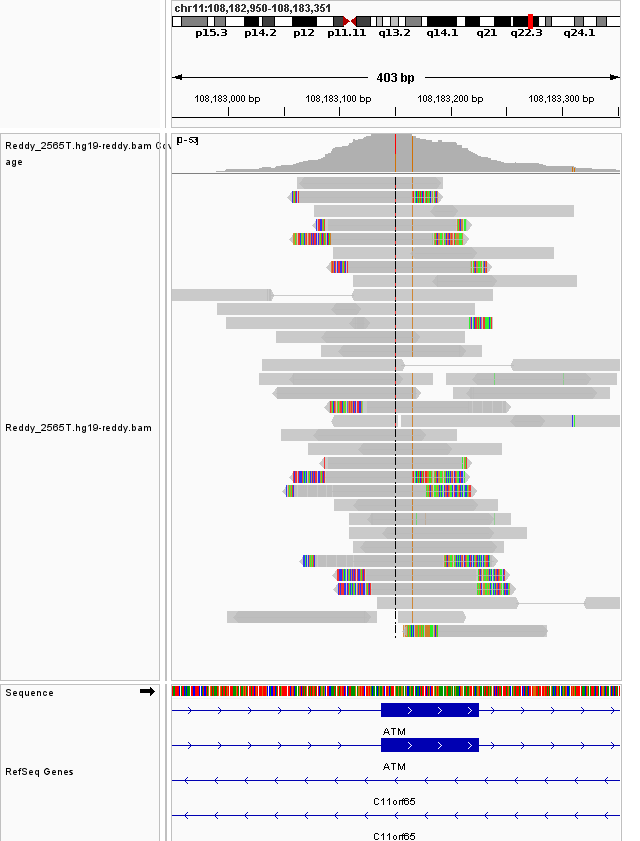 chr11:108,182,950-108,183,351
p15.3 p14.2 p12 p11.11 q13.2 q14.1 q21 q22.3 q24.1
403 bp
108,183,000 bp 108,183,100 bp 108,183,200 bp 108,183,300 bp
Reddy_2565T.hg19-reddy.bam Cov
age
[0-53]
Reddy_2565T.hg19-reddy.bam
Sequence
ATM
ATM
RefSeq Genes
C11orf65
C11orf65